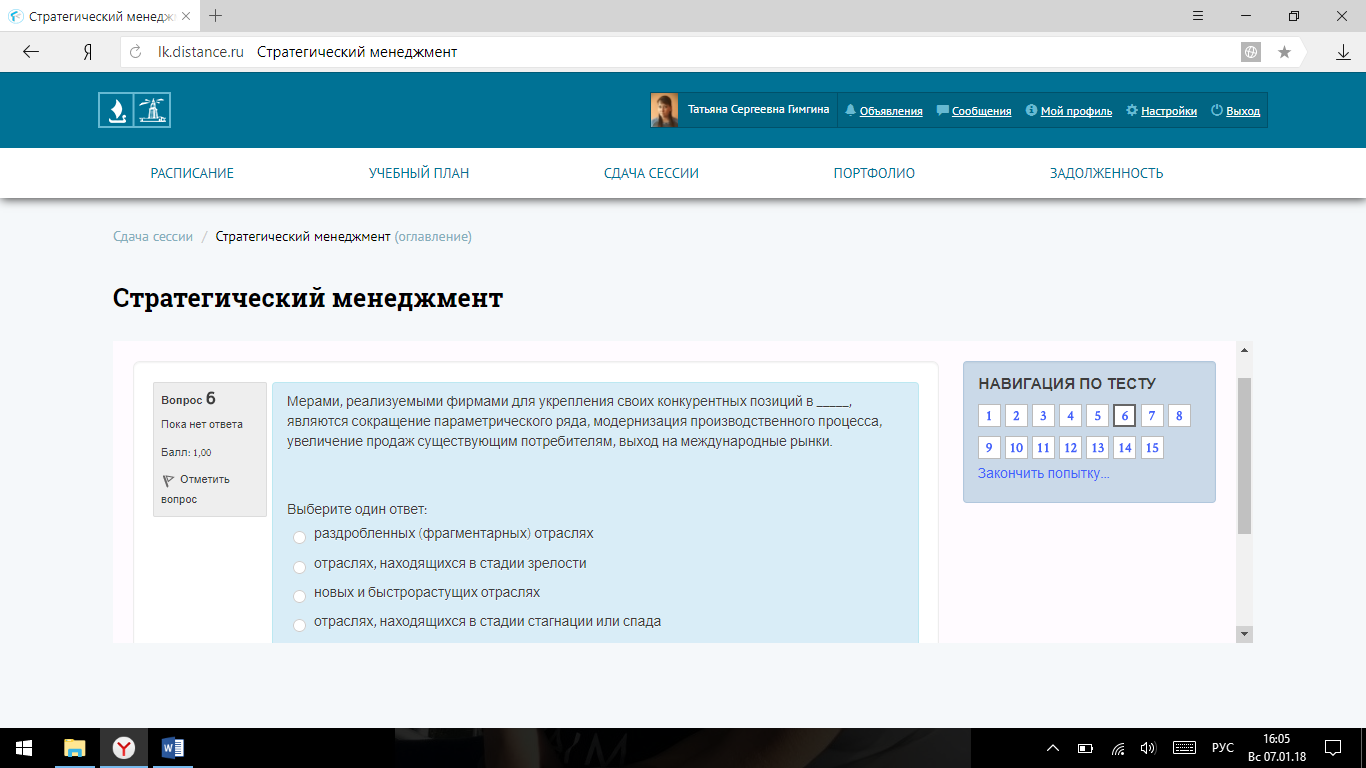 Стратегический менедж
lk.distance.ru Стратегический менеджмент
Татьяна Сергеевна Гимгина Объявления Сообщения Мой профиль Настройки Выход
РАСПИСАНИЕ УЧЕБНЫЙ ПЛАН СДАЧА СЕССИИ ПОРТФОЛИО ЗАДОЛЖЕННОСТЬ
Сдача сессии / Стратегический менеджмент (оглавление)
Стратегический менеджмент
Вопрос 6
Пока нет ответа
Балл: 1,00
Отметить
вопрос
Мерами, реализуемыми фирмами для укрепления своих конкурентных позиций в _____,
являются сокращение параметрического ряда, модернизация производственного процесса,
увеличение продаж существующим потребителям, выход на международные рынки.
Выберите один ответ:
раздробленных (фрагментарных) отраслях
отраслях, находящихся в стадии зрелости
новых и быстрорастущих отраслях
отраслях, находящихся в стадии стагнации или спада
НАВИГАЦИЯ ПО ТЕСТУ
1 2 3 4 5 6 7 8
9 10 11 12 13 14 15
Закончить попытку...
РУС
16:05
Вс 07.01.18